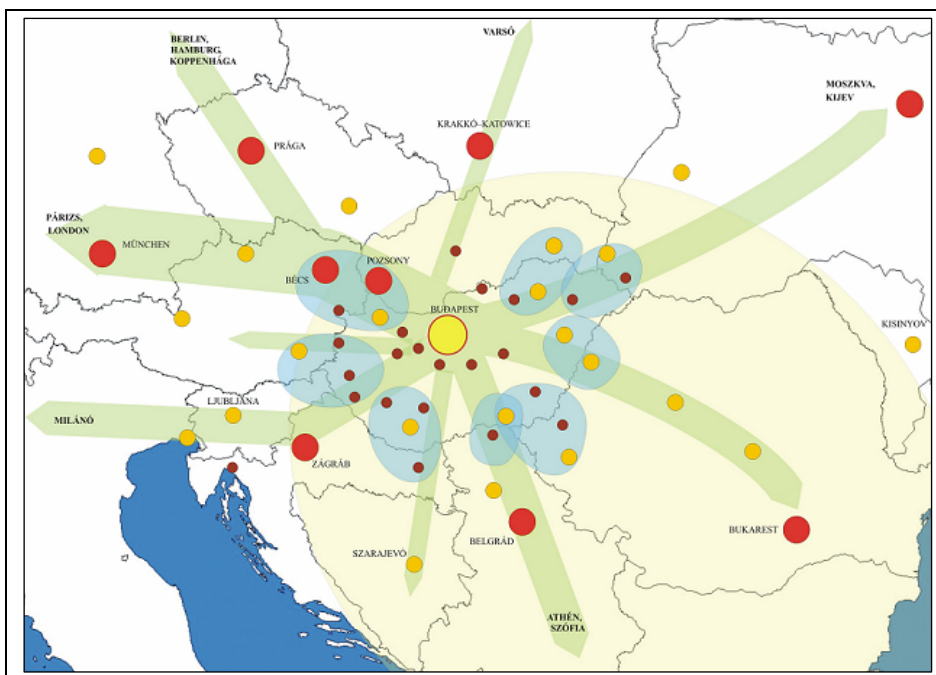 BERLIN,
HAMBURG,
KOPPENHÁGA
VARSÓ
MOSZKVA,
KIJEV
KRAKKÓ–KATOWICE
PRÁGA
PÁRIZS,
LONDON
MÜNCHEN
BÉCS
POZSONY
BUDAPEST
KISINYOV
LJUBLJANA
MILÁNÓ
ZÁGRÁB
BELGRÁD
BUKAREST
SZARAJEVÓ
ATHÉN,
SZÓFIA